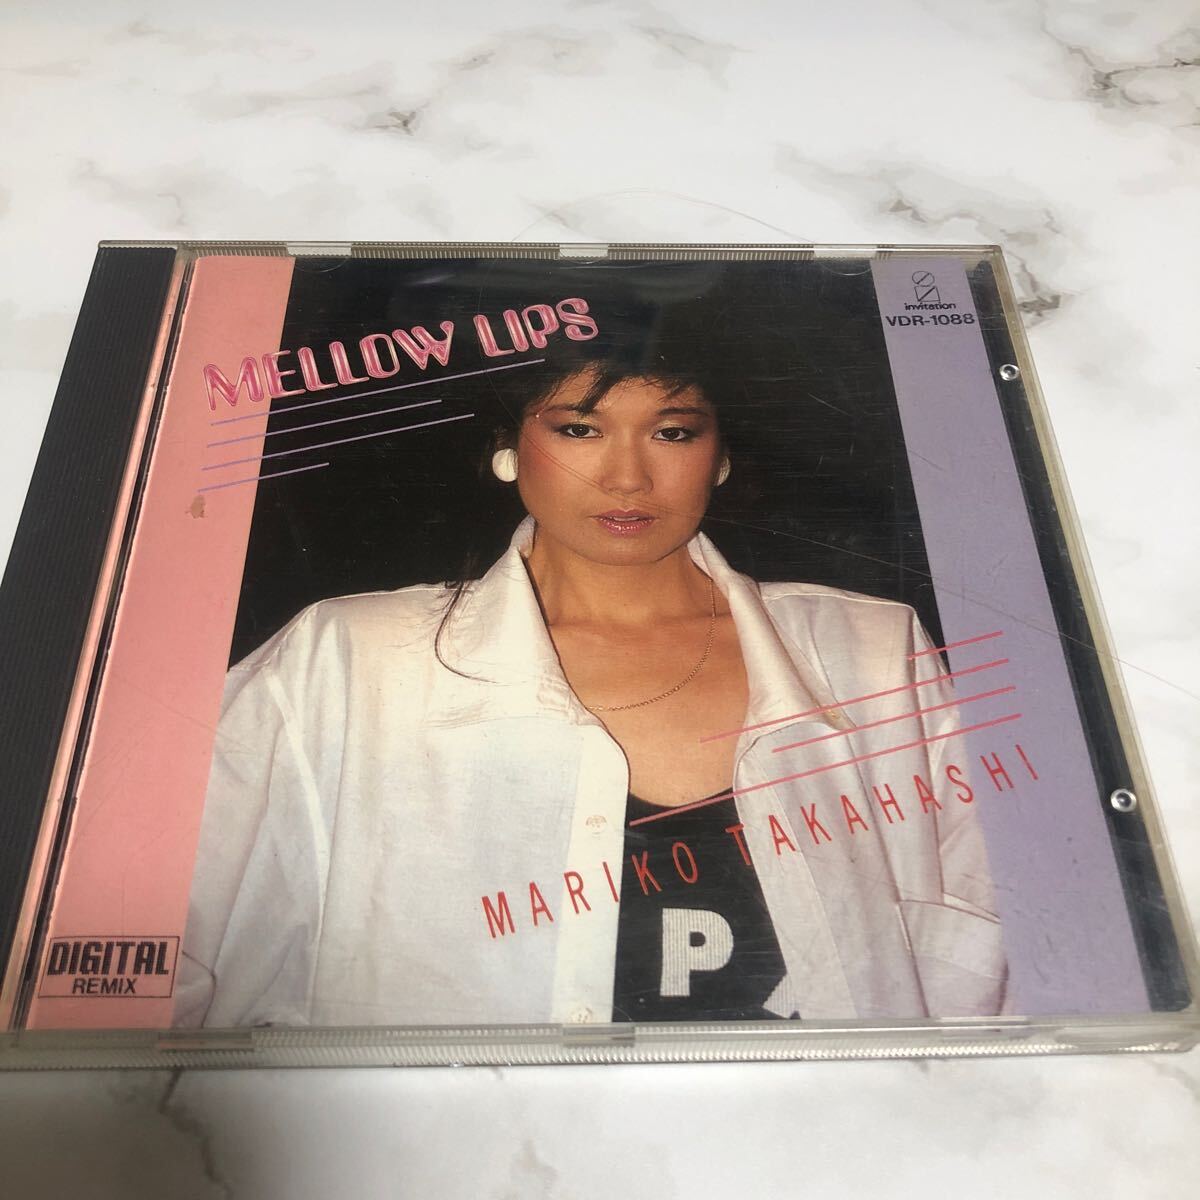 MELLOW LIPS
invitation
VDR-1088
MARIKO TAKAHASHI
P
DIGITAL
REMIX